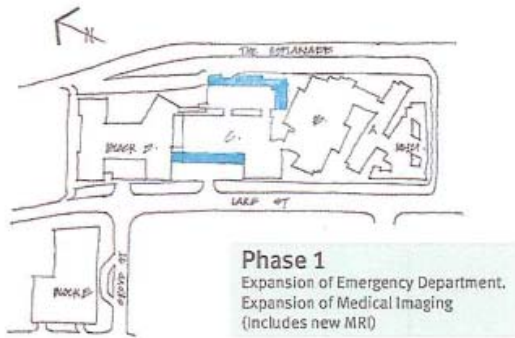 N
THE ESPLANADE
BLOCK D.
C.
B.
A
LAKE ST
GROVE ST
BLOCK E
Phase 1
Expansion of Emergency Department.
Expansion of Medical Imaging
(Includes new MRI)